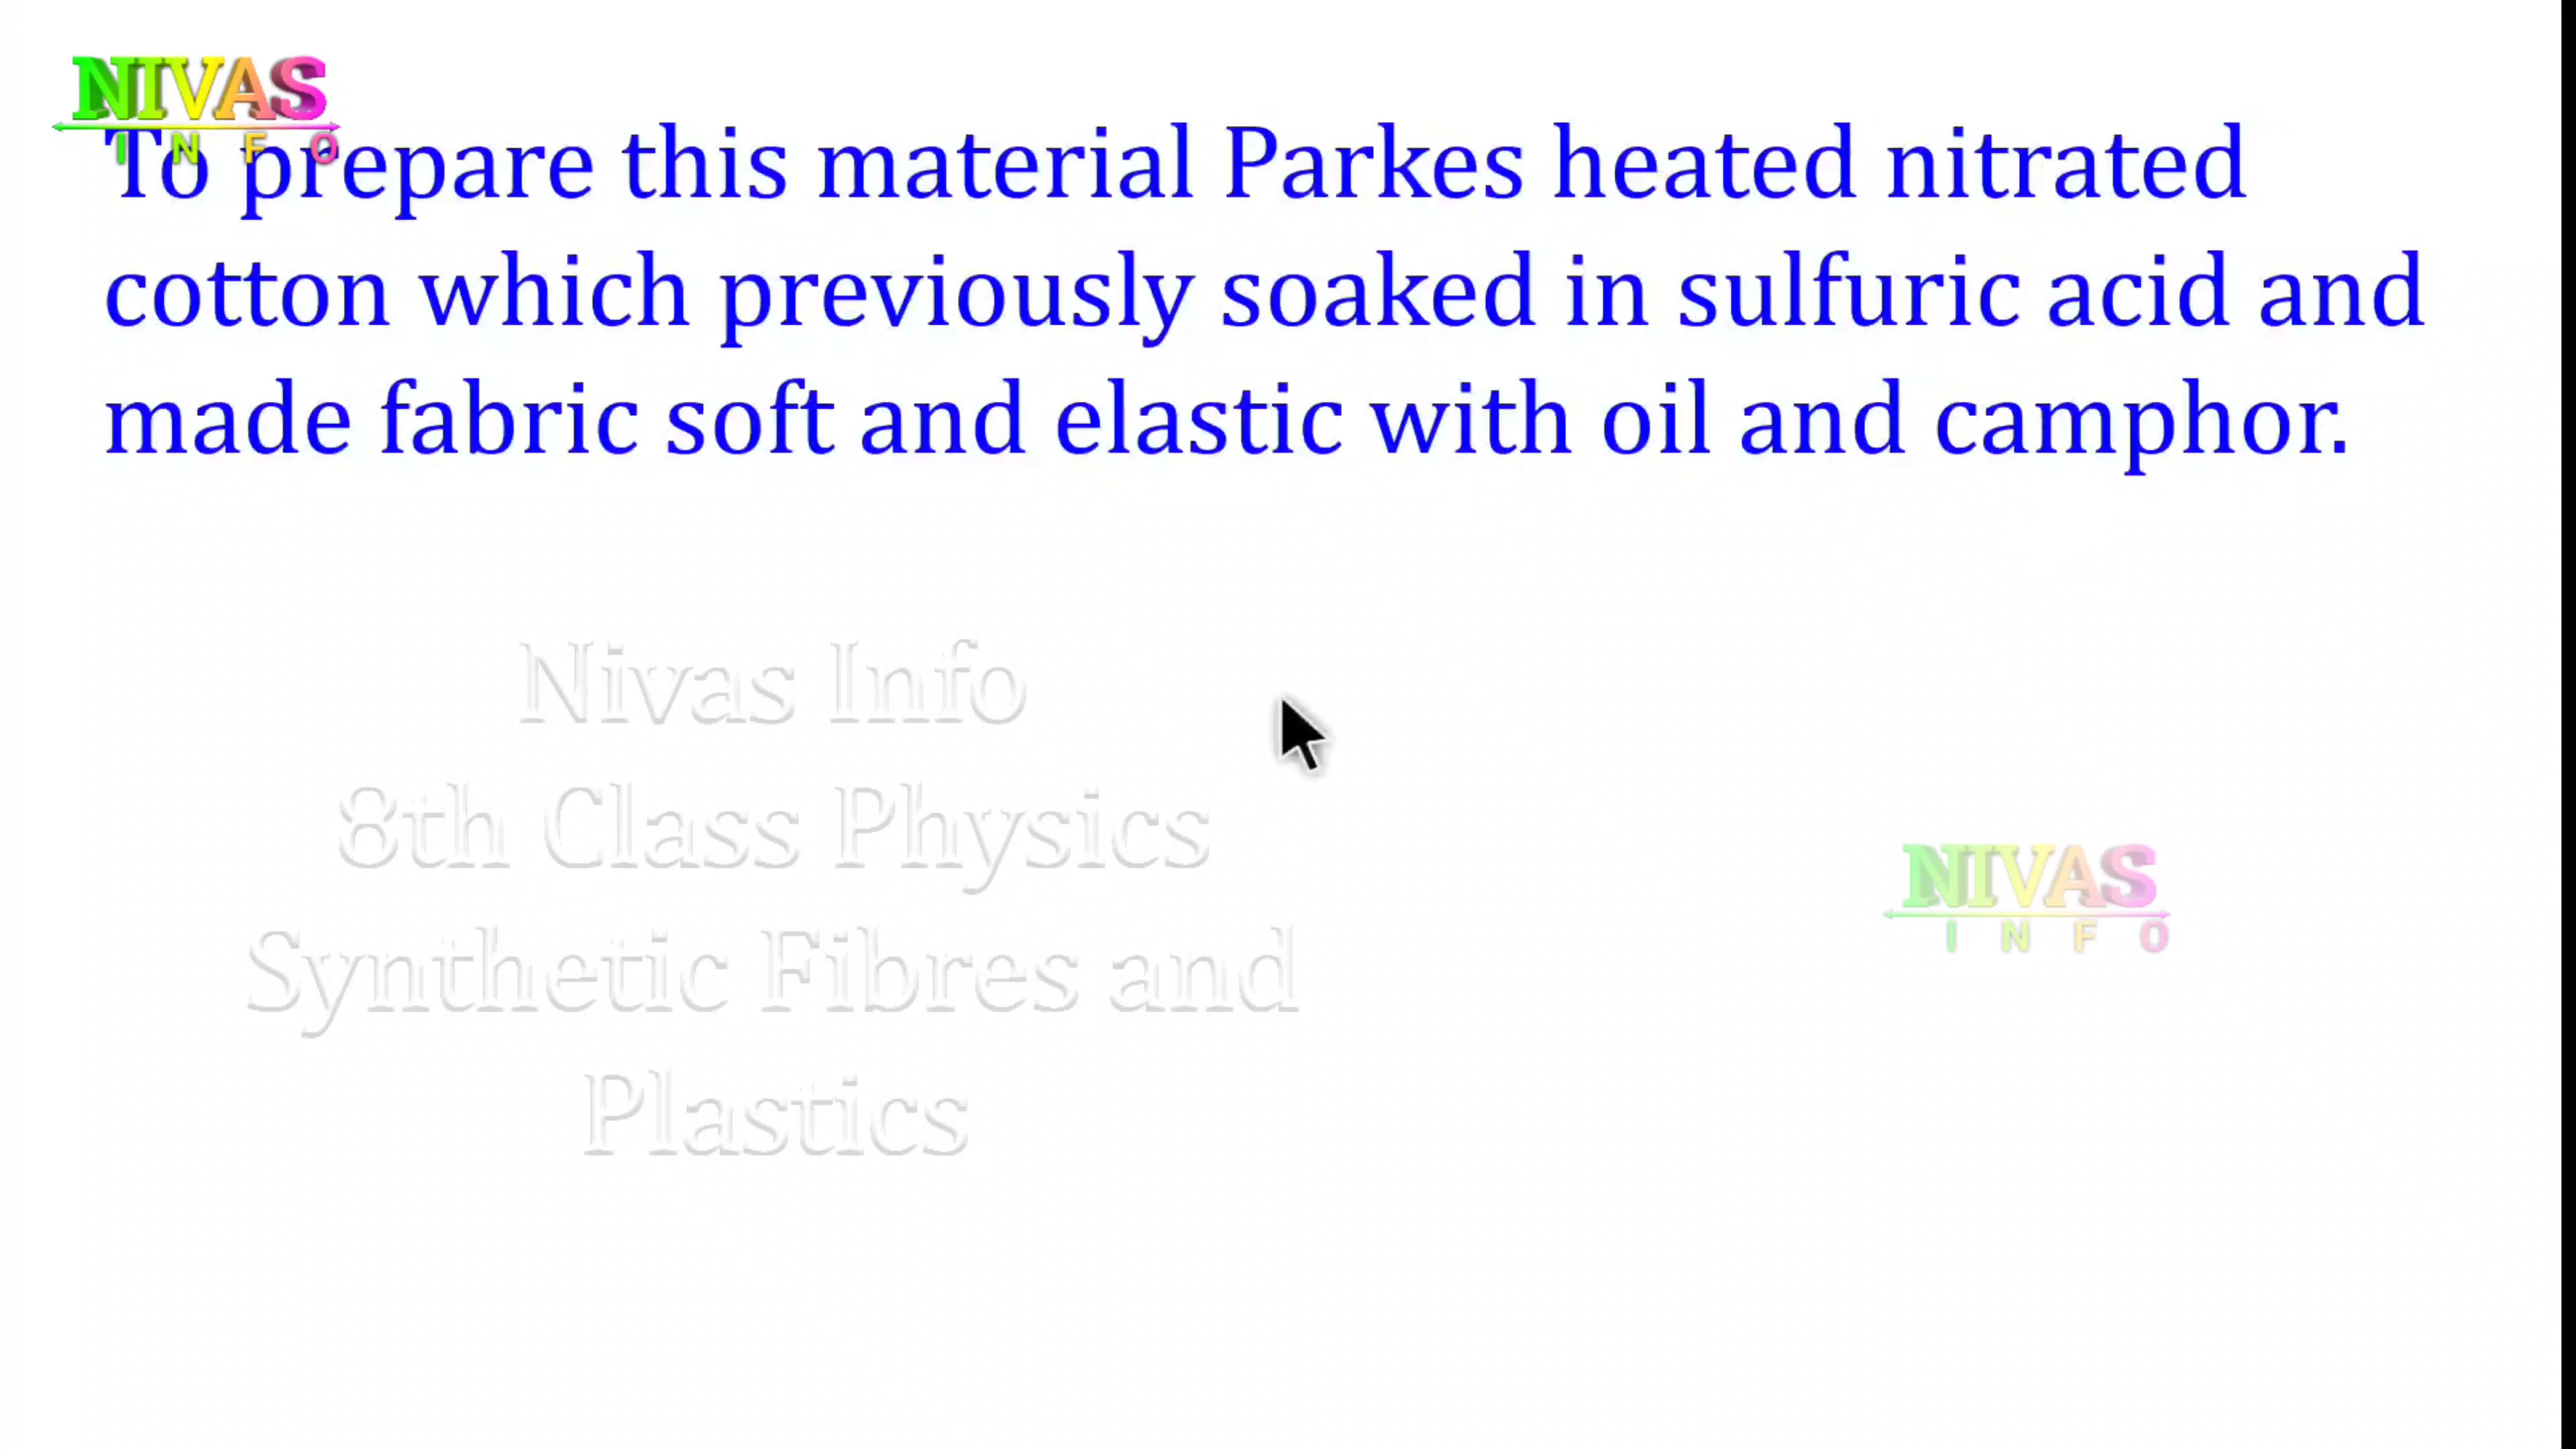 NIVAS
INFO
To prepare this material Parkes heated nitrated
cotton which previously soaked in sulfuric acid and
made fabric soft and elastic with oil and camphor.
Nivas Info
8th Class Physics
Synthetic Fibres and
Plastics
NIVAS
INFO